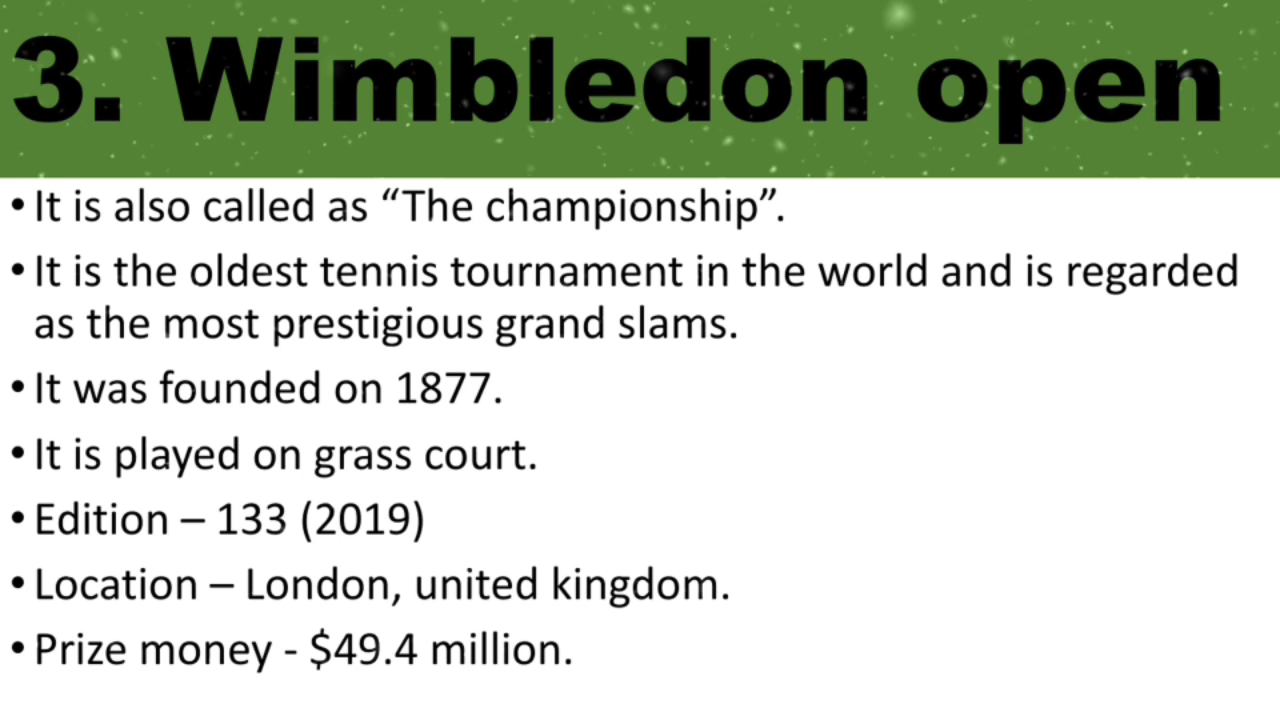 3. Wimbledon open
• It is also called as “The championship”.
• It is the oldest tennis tournament in the world and is regarded
as the most prestigious grand slams.
• It was founded on 1877.
• It is played on grass court.
• Edition – 133 (2019)
• Location – London, united kingdom.
• Prize money - $49.4 million.